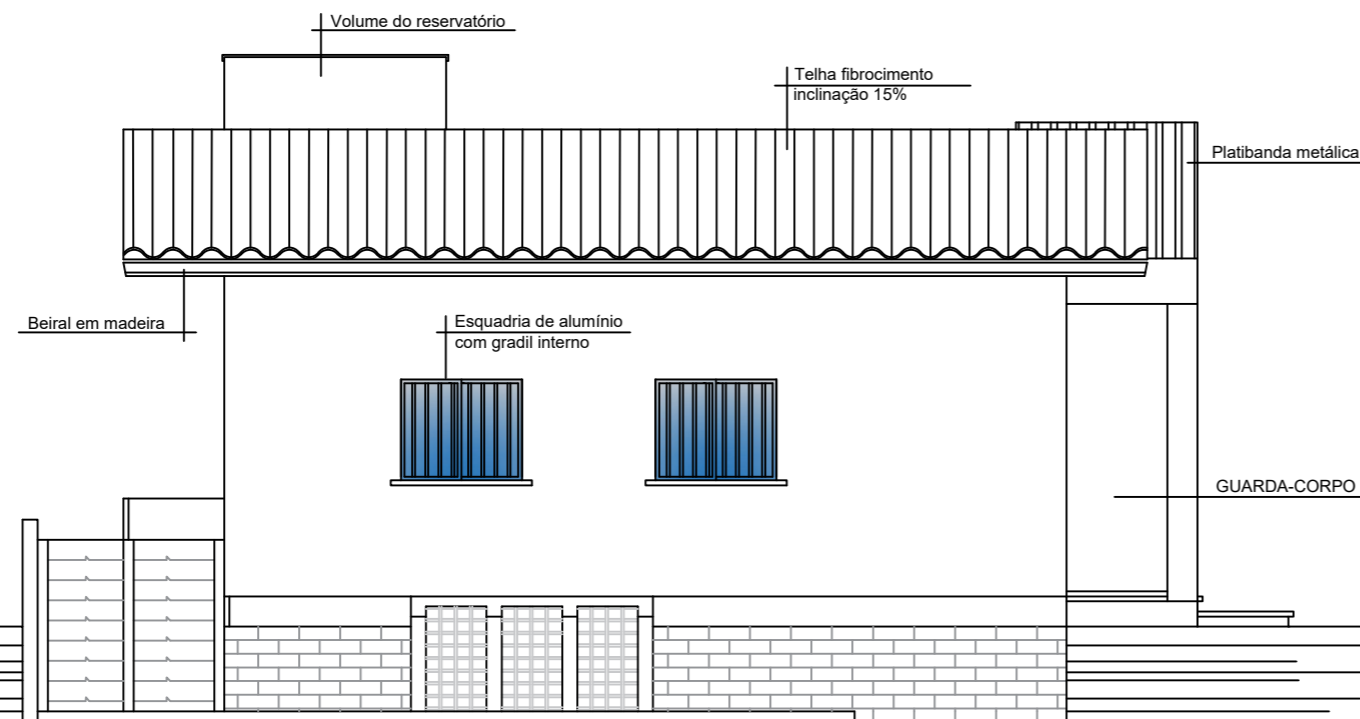 Volume do reservatório
Telha fibrocimento
inclinação 15%
Platibanda metálica
Beiral em madeira
Esquadria de alumínio
com gradil interno
GUARDA-CORPO